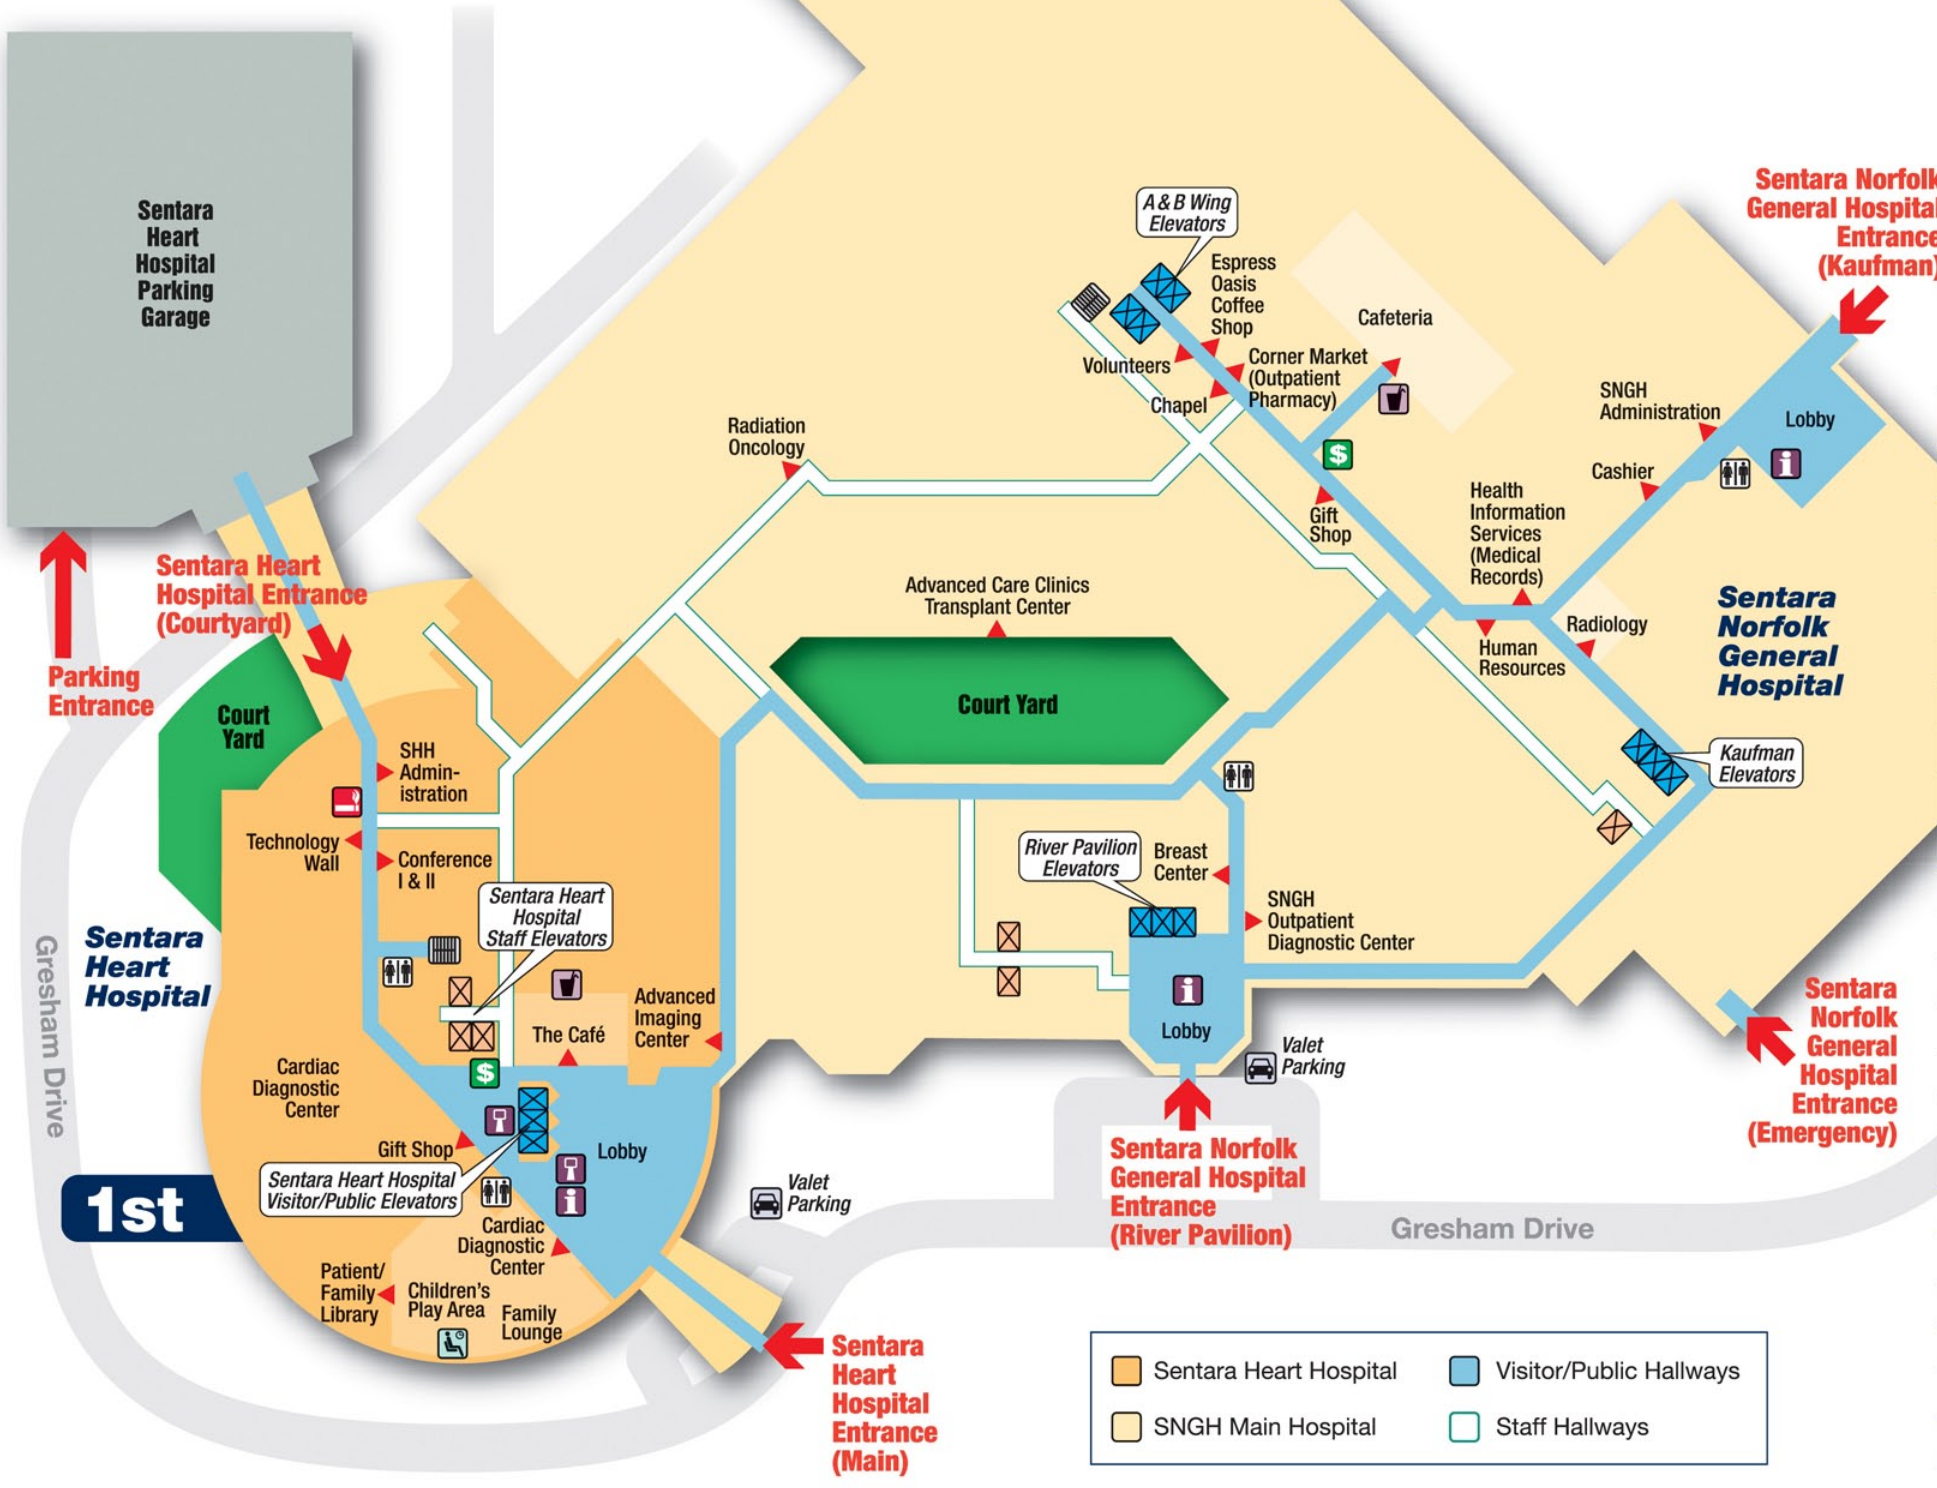 Sentara
Heart
Hospital
Parking
Garage
Parking
Entrance
Sentara Heart
Hospital Entrance
(Courtyard)
Court
Yard
Sentara
Heart
Hospital
Gresham Drive
1st
SHH
Admin-
istration
Technology
Wall
Conference
I & II
Sentara Heart
Hospital
Staff Elevators
The Café
Advanced
Imaging
Center
Cardiac
Diagnostic
Center
$
Gift Shop
Sentara Heart Hospital
Visitor/Public Elevators
Lobby
i
Cardiac
Diagnostic
Center
Patient/
Family
Library
Children's
Play Area
Family
Lounge
Valet
Parking
Sentara
Heart
Hospital
Entrance
(Main)
Radiation
Oncology
Advanced Care Clinics
Transplant Center
Court Yard
A & B Wing
Elevators
Espress
Oasis
Coffee
Shop
Volunteers
Corner Market
(Outpatient
Pharmacy)
Chapel
Cafeteria
$
Gift
Shop
Health
Information
Services
(Medical
Records)
Human
Resources
Radiology
Cashier
SNGH
Administration
Lobby
i
Sentara Norfolk
General Hospital
Entrance
(Kaufman)
Sentara
Norfolk
General
Hospital
Kaufman
Elevators
River Pavilion
Elevators
Breast
Center
SNGH
Outpatient
Diagnostic Center
i
Lobby
Valet
Parking
Sentara Norfolk
General Hospital
Entrance
(River Pavilion)
Sentara
Norfolk
General
Hospital
Entrance
(Emergency)
Gresham Drive
Sentara Heart Hospital
Visitor/Public Hallways
SNGH Main Hospital
Staff Hallways